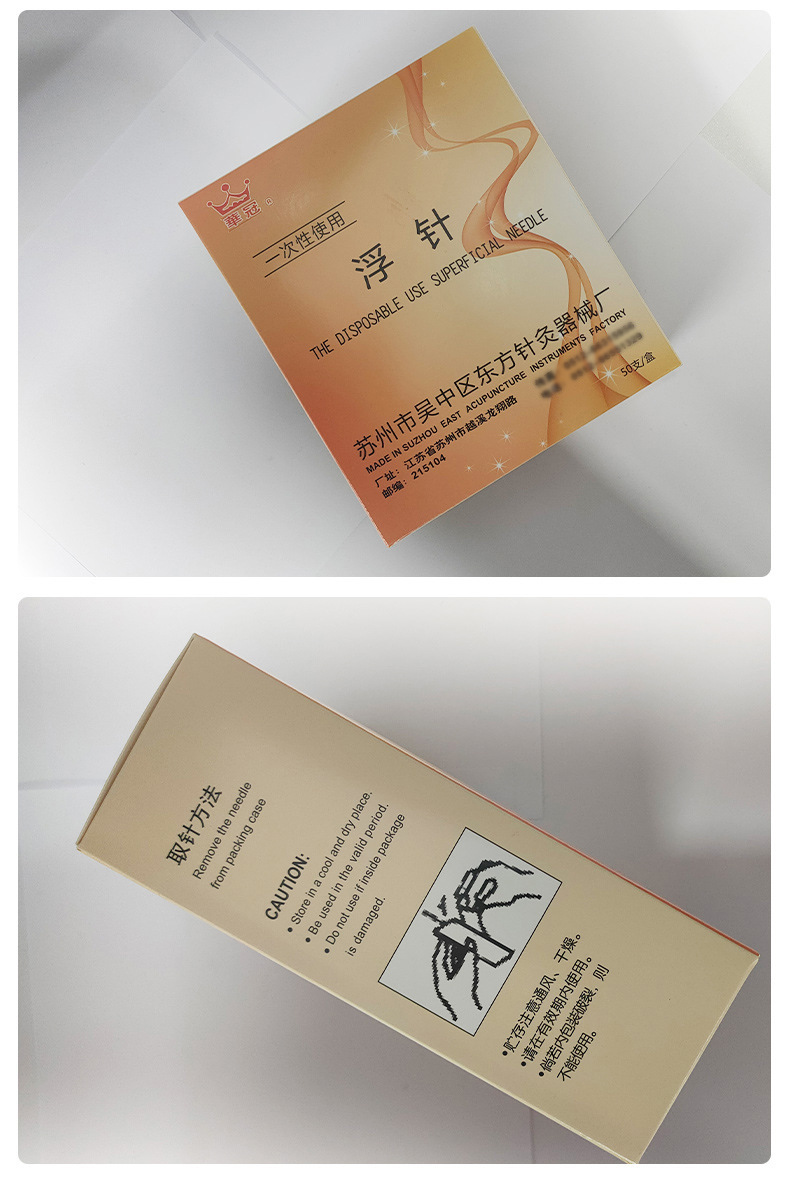 華冠
一次性使用
浮针
THE DISPOSABLE USE SUPERFICIAL NEEDLE
苏州市吴中区东方针灸器械厂
MADE IN SUZHOU EAST ACUPUNCTURE INSTRUMENTS FACTORY
厂址：江苏省苏州市越溪龙翔路
邮编：215104
50支/盒
取针方法
Remove the needle
from packing case
CAUTION:
• Store in a cool and dry place.
• Be used in the valid period.
• Do not use if inside package
is damaged.
•贮存注意通风、干燥。
•请在有效期内使用。
•倘若内包装破裂，则
不能使用。